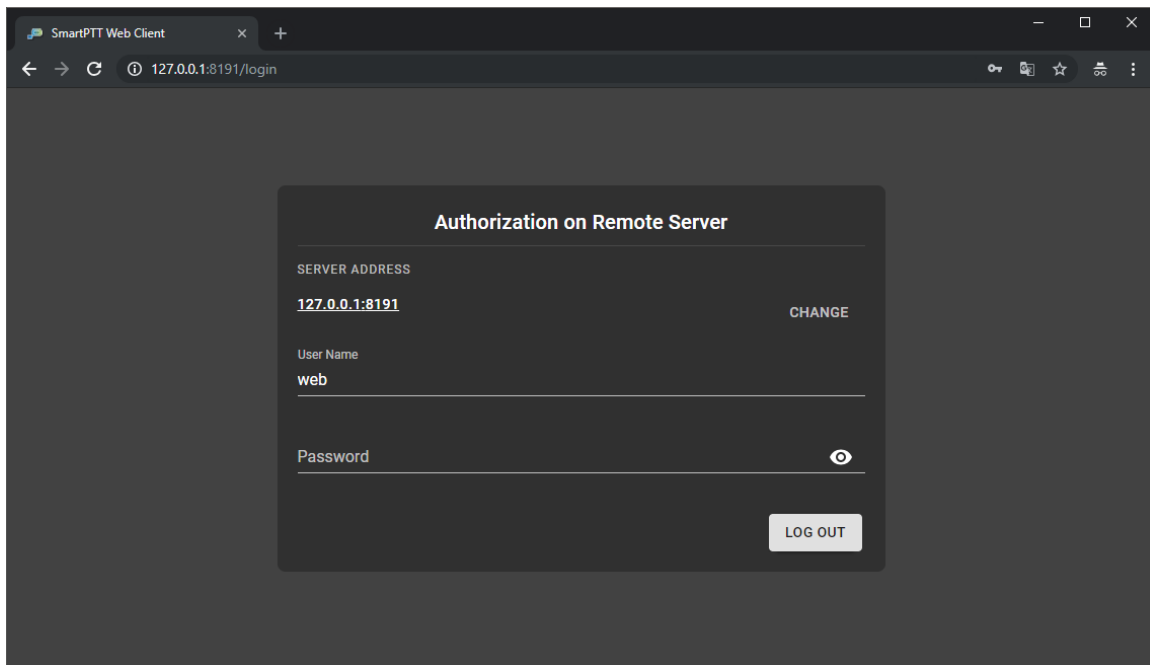 SmartPTT Web Client
127.0.0.1:8191/login
Authorization on Remote Server
SERVER ADDRESS
127.0.0.1:8191
CHANGE
User Name
web
Password
LOG OUT